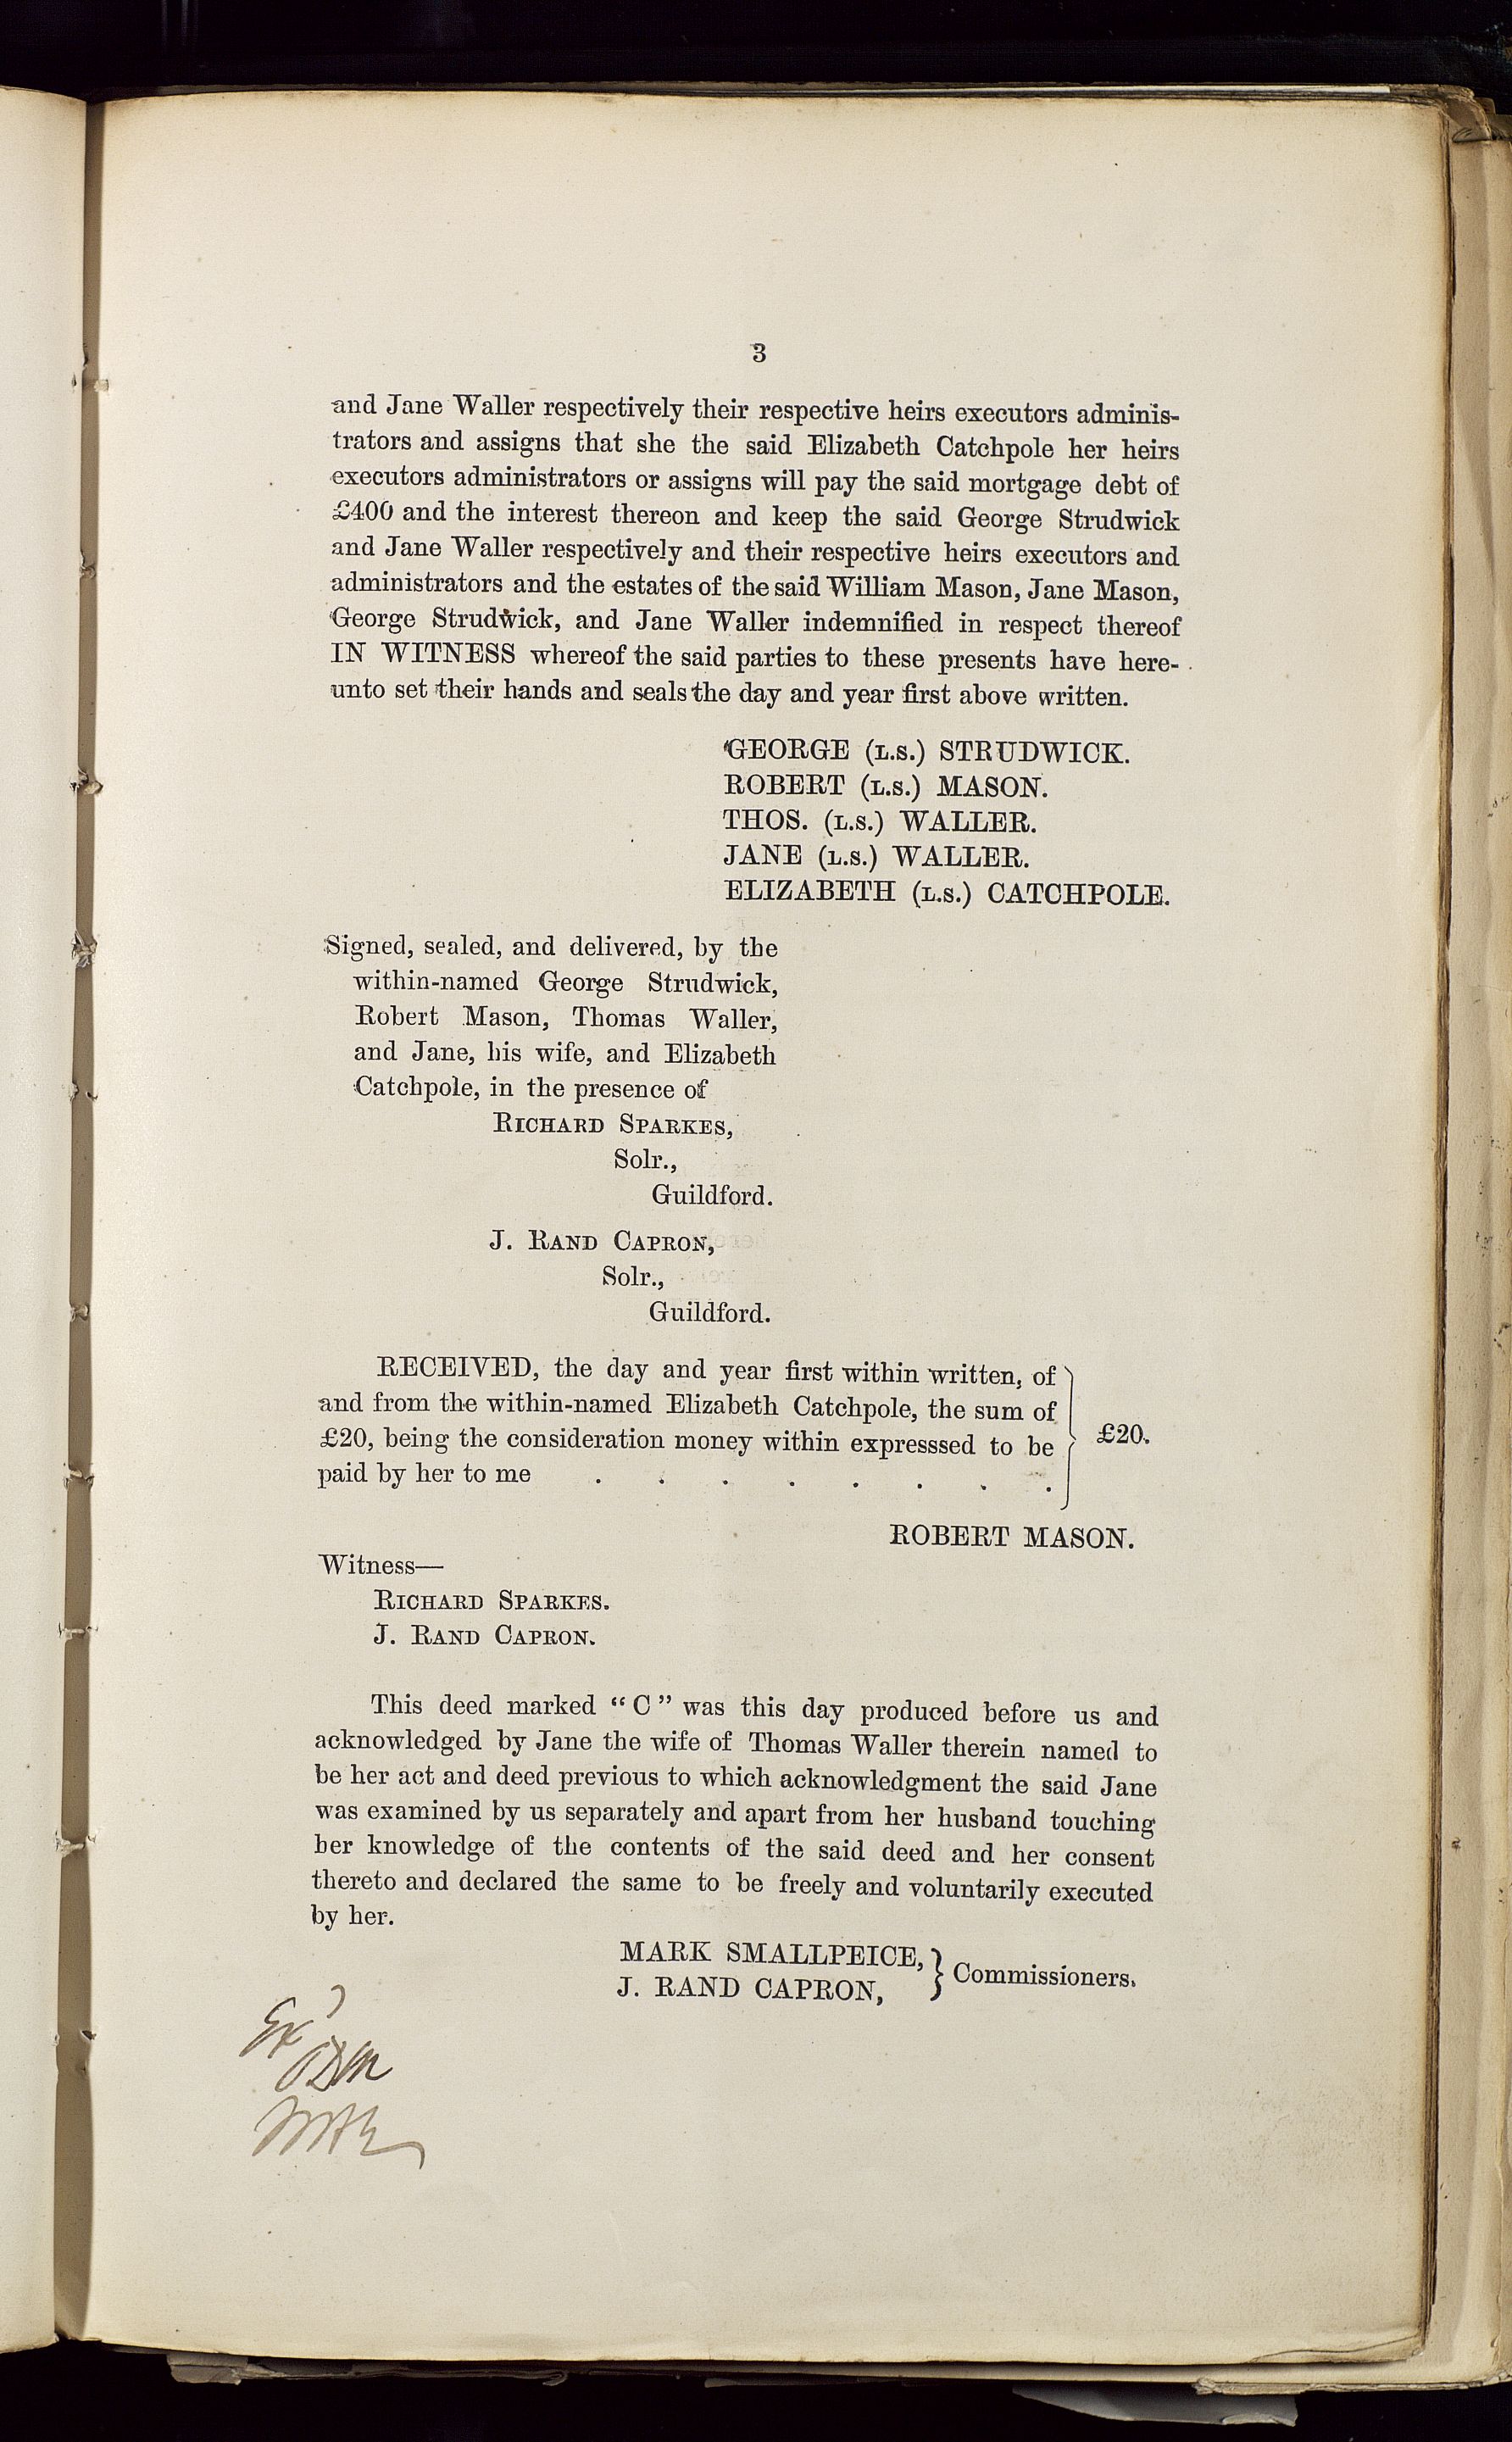 3
and Jane Waller respectively their respective heirs executors adminis-
trators and assigns that she the said Elizabeth Catchpole her heirs
executors administrators or assigns will pay the said mortgage debt of
£400 and the interest thereon and keep the said George Strudwick
and Jane Waller respectively and their respective heirs executors and
administrators and the estates of the said William Mason, Jane Mason,
George Strudwick, and Jane Waller indemnified in respect thereof
IN WITNESS whereof the said parties to these presents have here-
unto set their hands and seals the day and year first above written.
GEORGE (L.S.) STRUDWICK.
ROBERT (L.S.) MASON.
THOS. (L.S.) WALLER.
JANE (L.S.) WALLER.
ELIZABETH (L.S.) CATCHPOLE.
Signed, sealed, and delivered, by the
within-named George Strudwick,
Robert Mason, Thomas Waller,
and Jane, his wife, and Elizabeth
Catchpole, in the presence of
RICHARD SPARKES,
Solr.,
Guildford.
J. RAND CAPRON,
Solr.,
Guildford.
RECEIVED, the day and year first within written, of
and from the within-named Elizabeth Catchpole, the sum of
£20, being the consideration money within expresssed to be
paid by her to me . . . . . . . .
£20.
ROBERT MASON.
Witness—
RICHARD SPARKES.
J. RAND CAPRON.
This deed marked “C” was this day produced before us and
acknowledged by Jane the wife of Thomas Waller therein named to
be her act and deed previous to which acknowledgment the said Jane
was examined by us separately and apart from her husband touching
her knowledge of the contents of the said deed and her consent
thereto and declared the same to be freely and voluntarily executed
by her.
MARK SMALLPEICE,
J. RAND CAPRON,
} Commissioners.
Ex